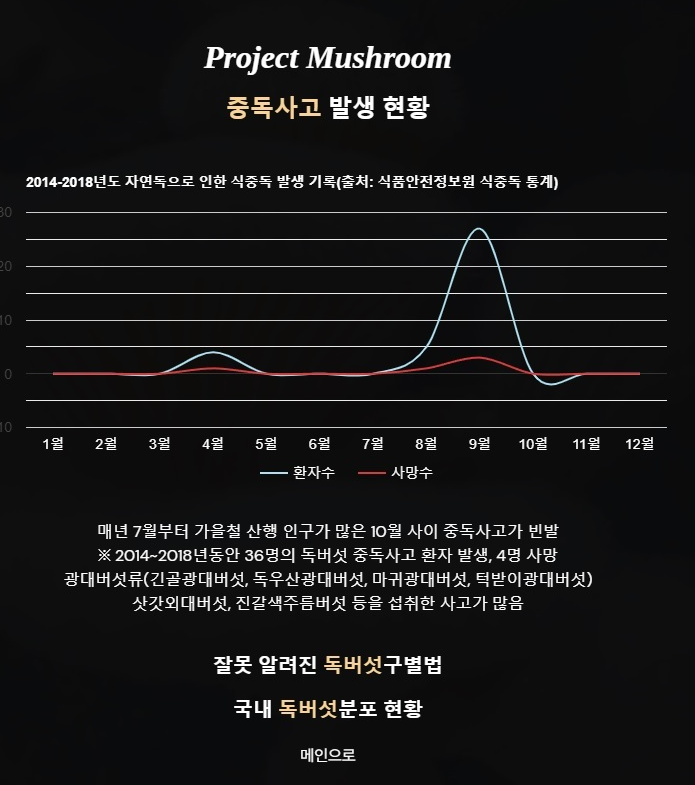 Project Mushroom
중독사고 발생 현황
2014-2018년도 자연독으로 인한 식중독 발생 기록(출처: 식품안전정보원 식중독 통계)
30
20
10
0
10
1월 2월 3월 4월 5월 6월 7월 8월 9월 10월 11월 12월
환자수 사망수
매년 7월부터 가을철 산행 인구가 많은 10월 사이 중독사고가 빈발
※ 2014~2018년동안 36명의 독버섯 중독사고 환자 발생, 4명 사망
광대버섯류(긴골광대버섯, 독우산광대버섯, 마귀광대버섯, 턱받이광대버섯)
삿갓외대버섯, 진갈색주름버섯 등을 섭취한 사고가 많음
잘못 알려진 독버섯구별법
국내 독버섯분포 현황
메인으로